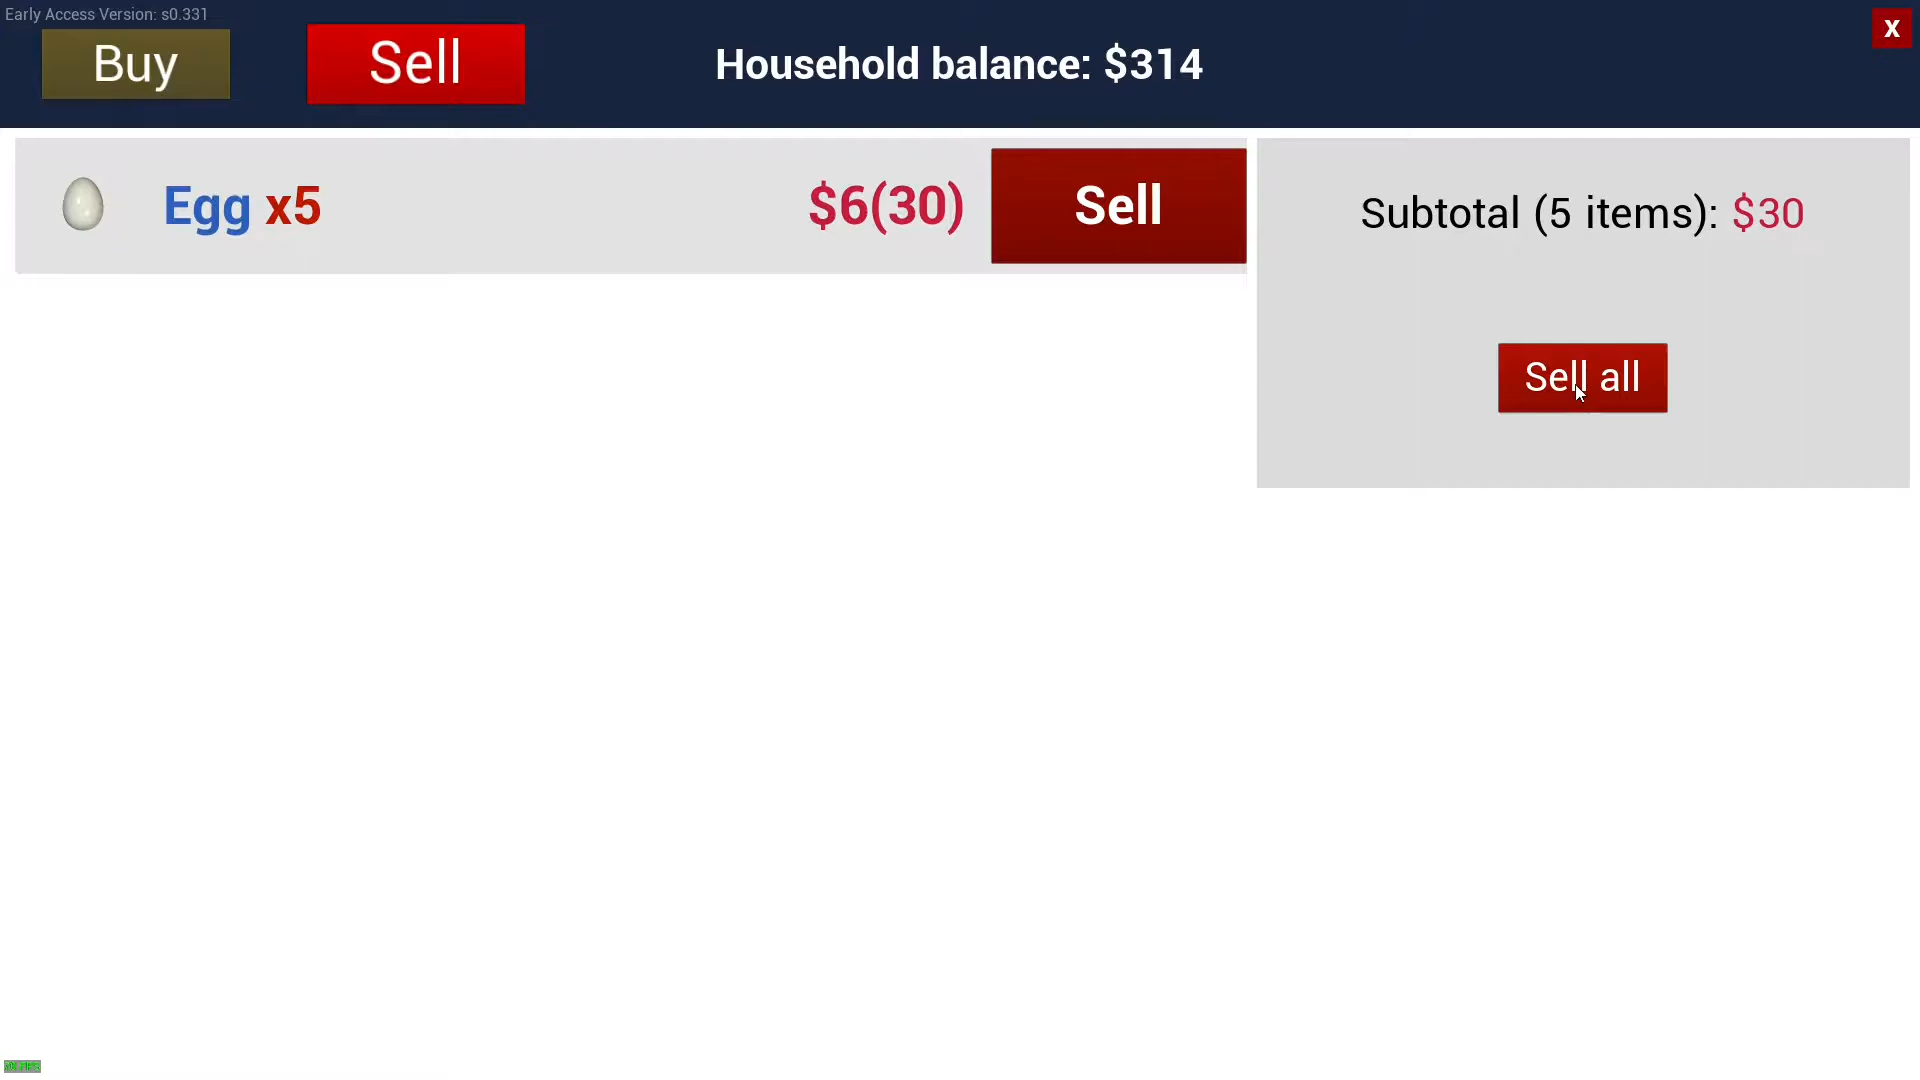 Early Access Version: s0.331
Buy
Sell
Household balance: $314
X
Egg x5
$6(30)
Sell
Subtotal (5 items): $30
Sell all